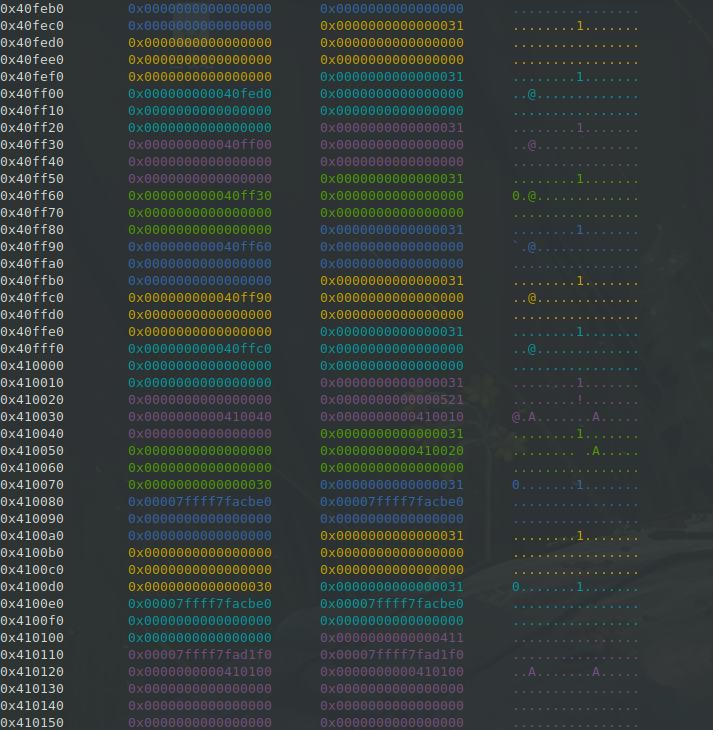 0x40feb0 0x0000000000000000 0x0000000000000000 ................
0x40fec0 0x0000000000000000 0x0000000000000031 ........1.......
0x40fed0 0x0000000000000000 0x0000000000000000 ................
0x40fee0 0x0000000000000000 0x0000000000000000 ................
0x40fef0 0x0000000000000000 0x0000000000000031 ........1.......
0x40ff00 0x000000000040fed0 0x0000000000000000 ..@.............
0x40ff10 0x0000000000000000 0x0000000000000000 ................
0x40ff20 0x0000000000000000 0x0000000000000031 ........1.......
0x40ff30 0x000000000040ff00 0x0000000000000000 ..@.............
0x40ff40 0x0000000000000000 0x0000000000000000 ................
0x40ff50 0x0000000000000000 0x0000000000000031 ........1.......
0x40ff60 0x000000000040ff30 0x0000000000000000 0.@.............
0x40ff70 0x0000000000000000 0x0000000000000000 ................
0x40ff80 0x0000000000000000 0x0000000000000031 ........1.......
0x40ff90 0x000000000040ff60 0x0000000000000000 `.@.............
0x40ffa0 0x0000000000000000 0x0000000000000000 ................
0x40ffb0 0x0000000000000000 0x0000000000000031 ........1.......
0x40ffc0 0x000000000040ff90 0x0000000000000000 ..@.............
0x40ffd0 0x0000000000000000 0x0000000000000000 ................
0x40ffe0 0x0000000000000000 0x0000000000000031 ........1.......
0x40fff0 0x000000000040ffc0 0x0000000000000000 ..@.............
0x410000 0x0000000000000000 0x0000000000000000 ................
0x410010 0x0000000000000000 0x0000000000000031 ........1.......
0x410020 0x0000000000000000 0x0000000000000521 ........!.......
0x410030 0x0000000000410040 0x0000000000410010 @.A.......A.....
0x410040 0x0000000000000000 0x0000000000000031 ........1.......
0x410050 0x0000000000000000 0x0000000000410020 ........ .A.....
0x410060 0x0000000000000000 0x0000000000000000 ................
0x410070 0x0000000000000030 0x0000000000000031 0.......1.......
0x410080 0x00007ffff7facbe0 0x00007ffff7facbe0 ................
0x410090 0x0000000000000000 0x0000000000000000 ................
0x4100a0 0x0000000000000000 0x0000000000000031 ........1.......
0x4100b0 0x0000000000000000 0x0000000000000000 ................
0x4100c0 0x0000000000000000 0x0000000000000000 ................
0x4100d0 0x0000000000000030 0x0000000000000031 0.......1.......
0x4100e0 0x00007ffff7facbe0 0x00007ffff7facbe0 ................
0x4100f0 0x0000000000000000 0x0000000000000000 ................
0x410100 0x0000000000000000 0x0000000000000411 ................
0x410110 0x00007ffff7fad1f0 0x00007ffff7fad1f0 ................
0x410120 0x0000000000410100 0x0000000000410100 ..A.......A.....
0x410130 0x0000000000000000 0x0000000000000000 ................
0x410140 0x0000000000000000 0x0000000000000000 ................
0x410150 0x0000000000000000 0x0000000000000000 ................